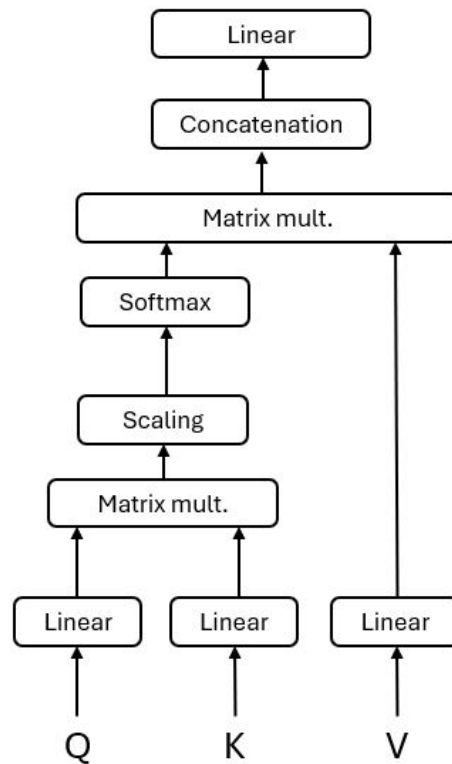 Linear
Concatenation
Matrix mult.
Softmax
Scaling
Matrix mult.
Linear Linear Linear
Q K V